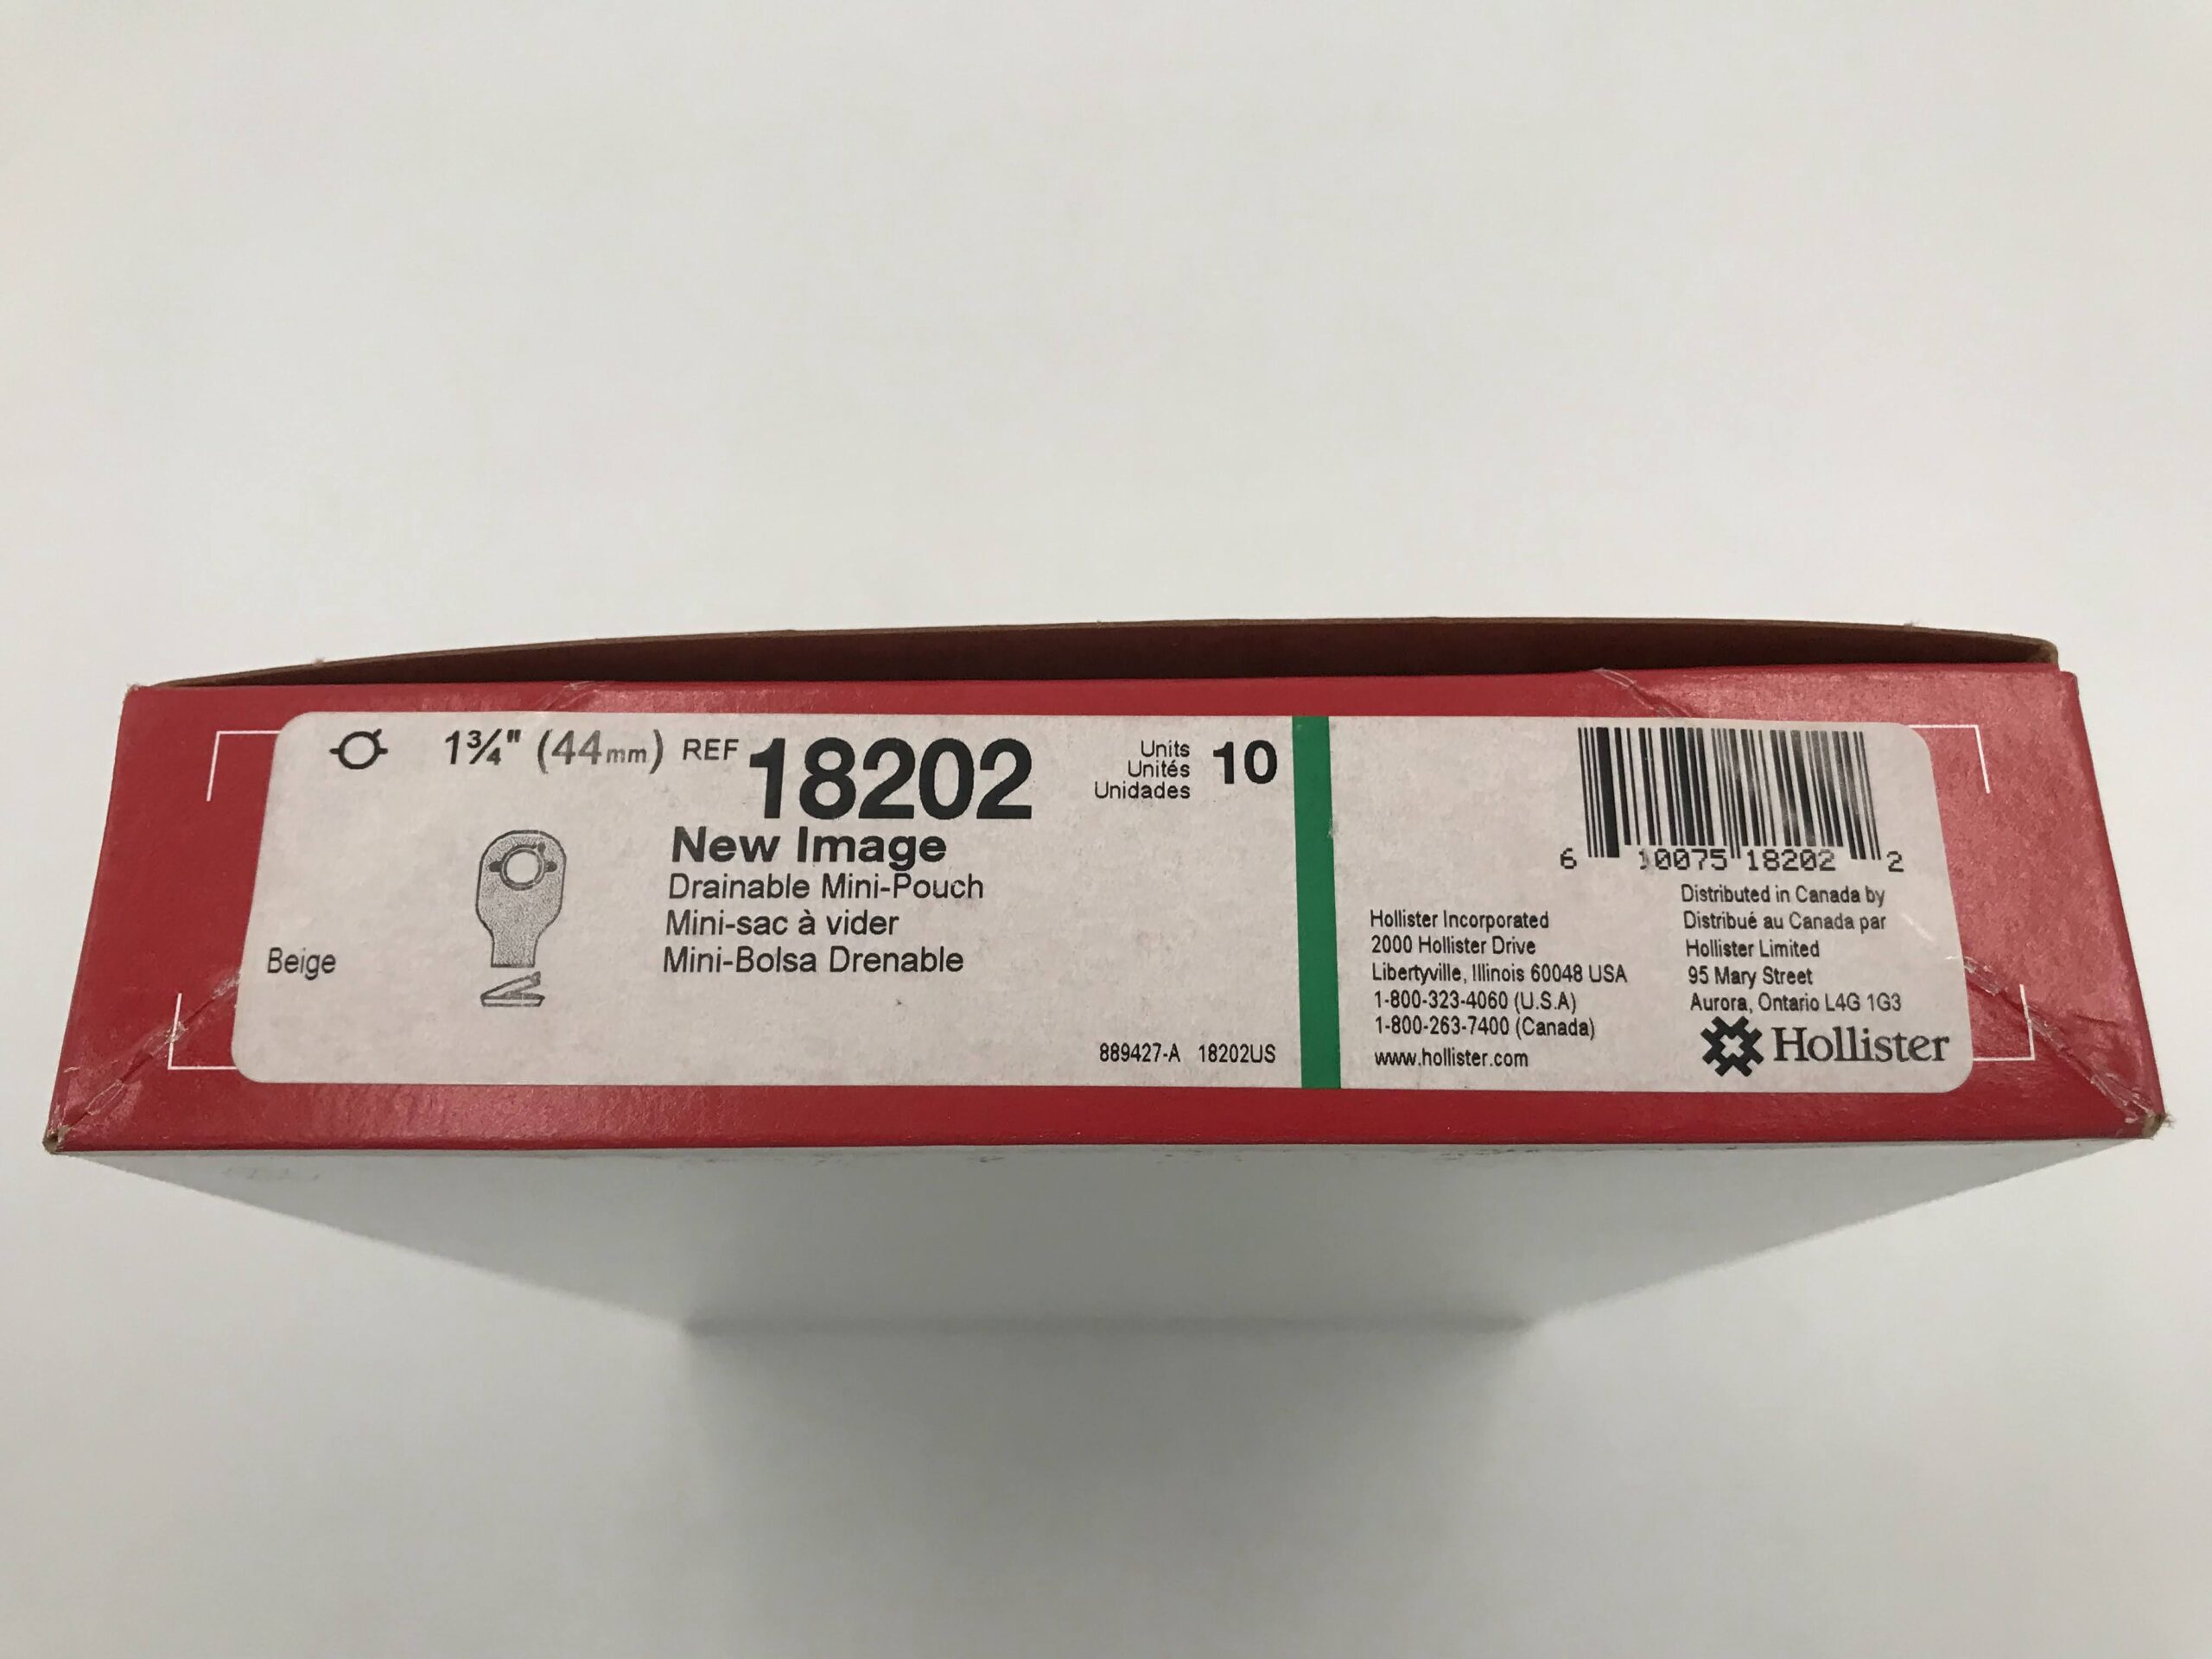 1¾" (44mm) REF 18202
Units
Unités
Unidades
10
New Image
Drainable Mini-Pouch
Mini-sac à vider
Mini-Bolsa Drenable
Beige
889427-A 18202US
6 10075 18202 2
Hollister Incorporated
2000 Hollister Drive
Libertyville, Illinois 60048 USA
1-800-323-4060 (U.S.A)
1-800-263-7400 (Canada)
www.hollister.com
Distributed in Canada by
Distribué au Canada par
Hollister Limited
95 Mary Street
Aurora, Ontario L4G 1G3
Hollister